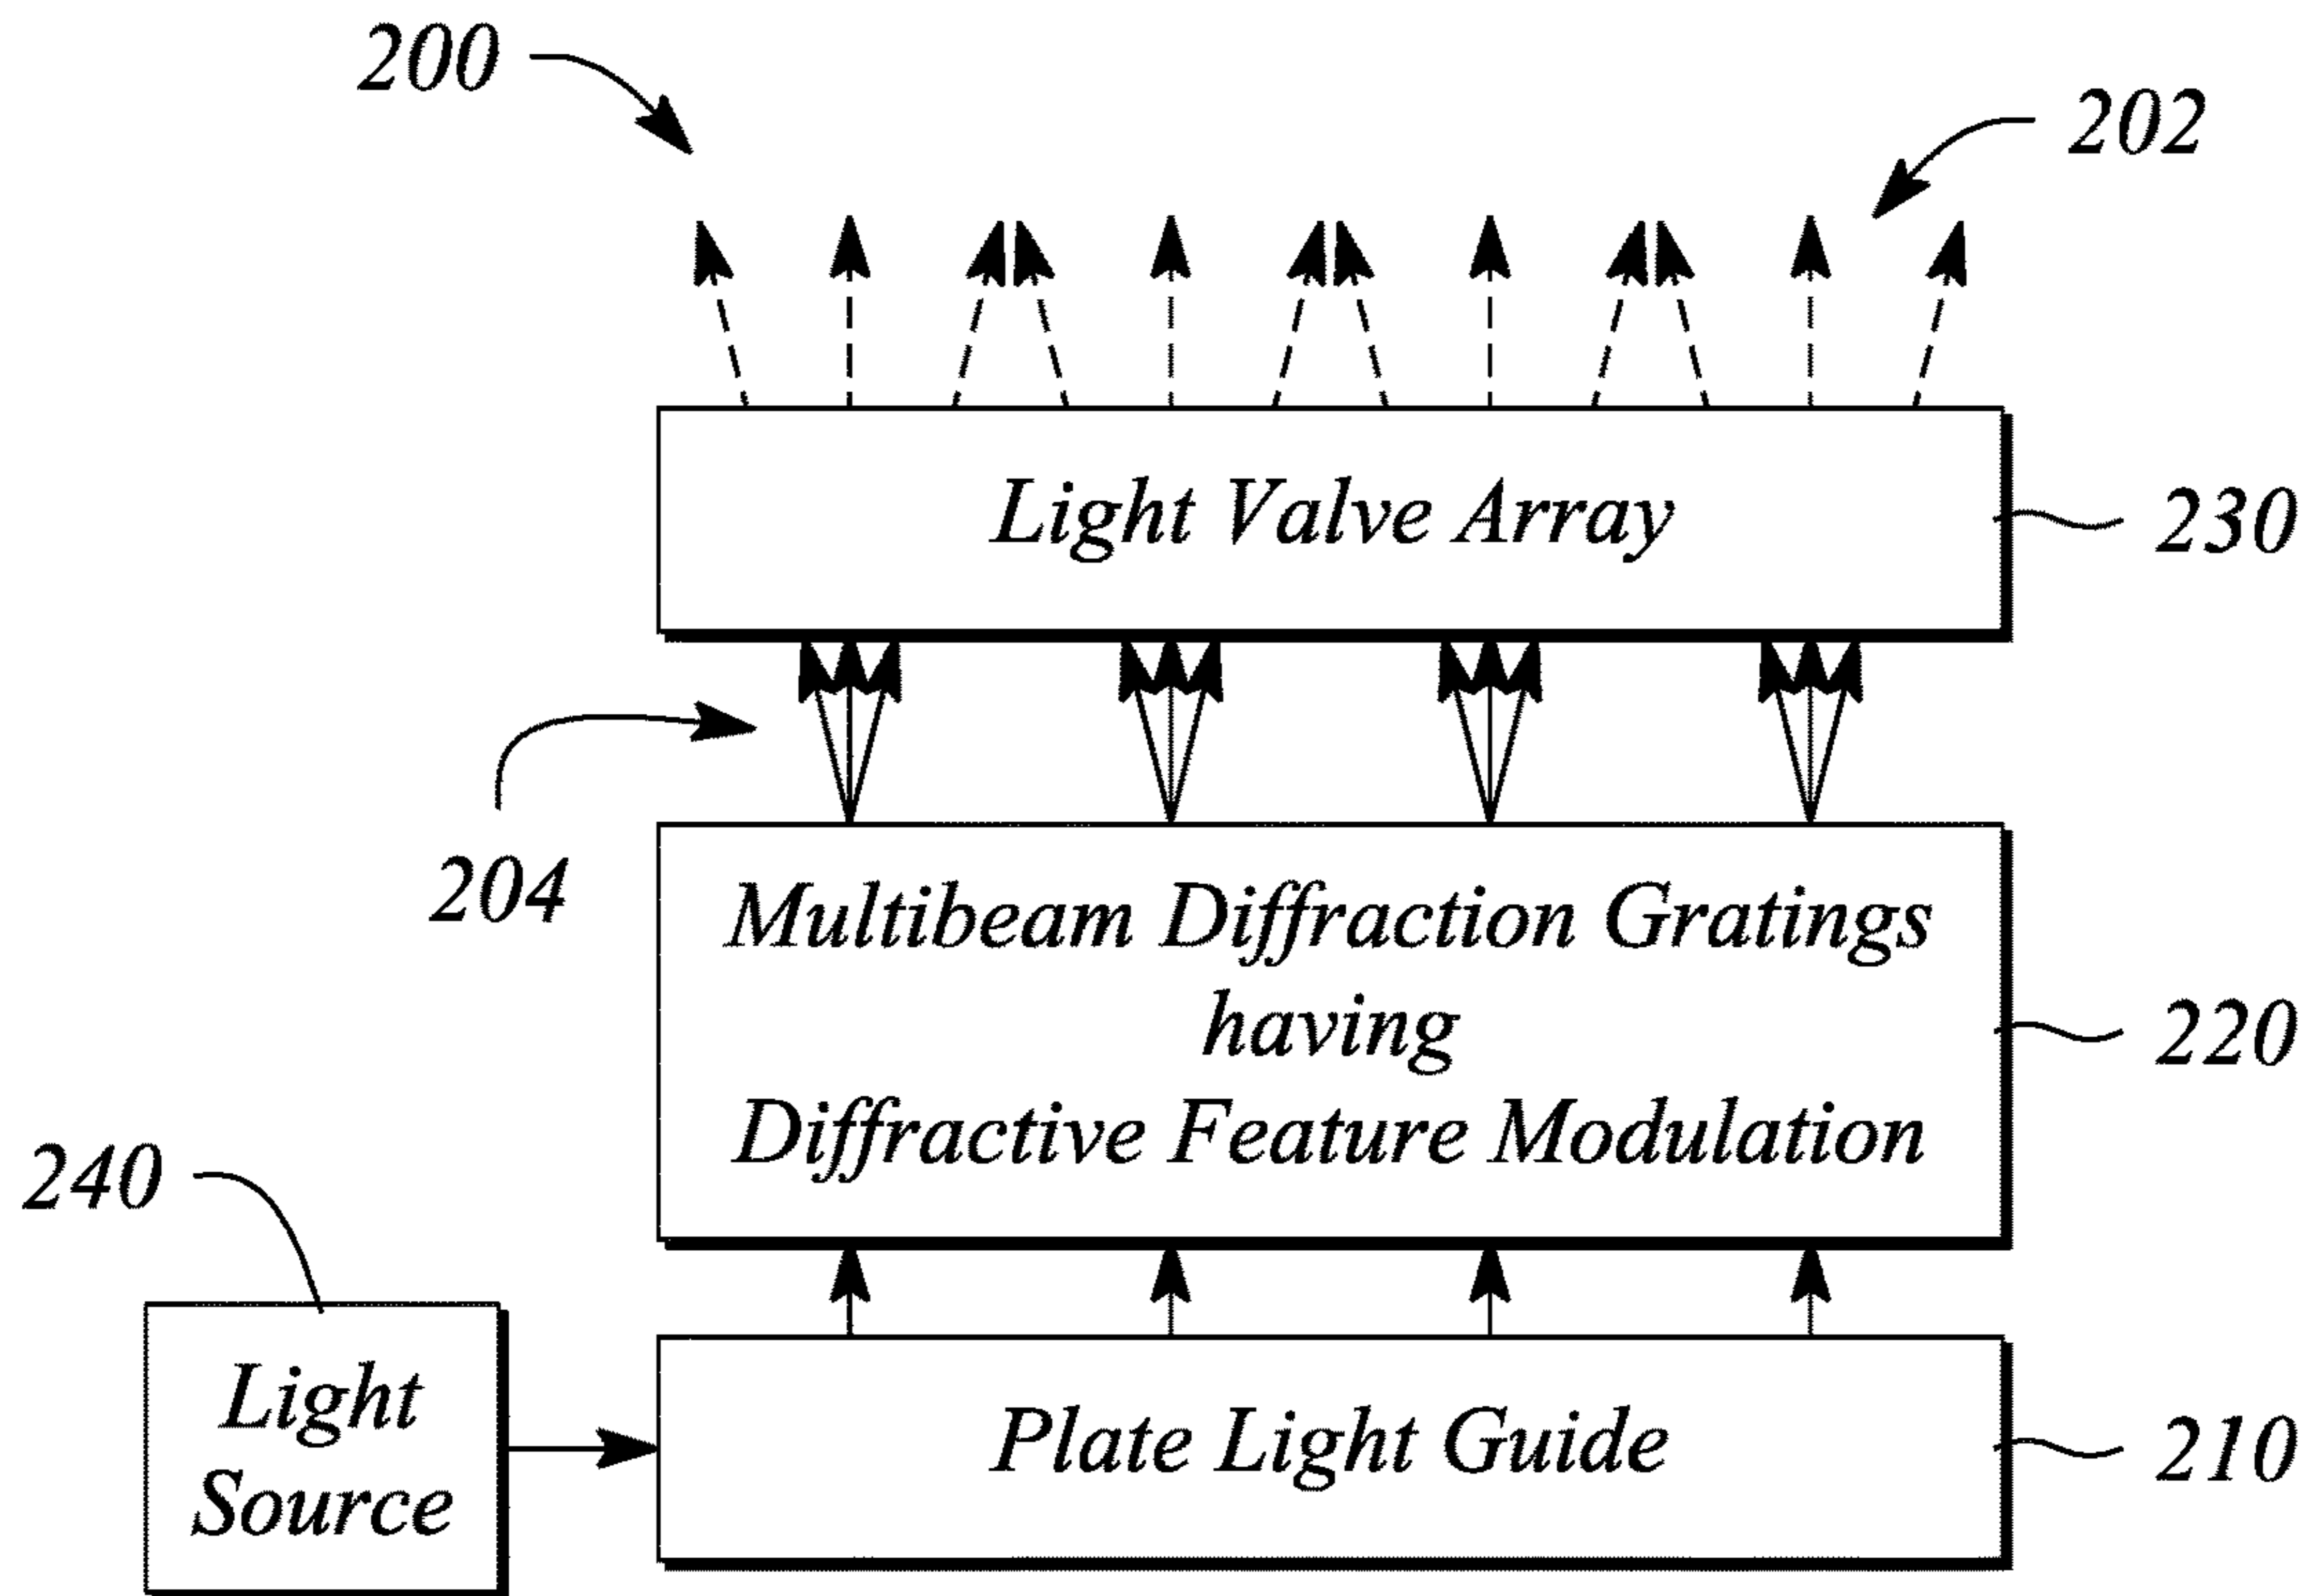 200
202
Light Valve Array
230
204
Multibeam Diffraction Gratings
having
Diffractive Feature Modulation
220
240
Light
Source
Plate Light Guide
210